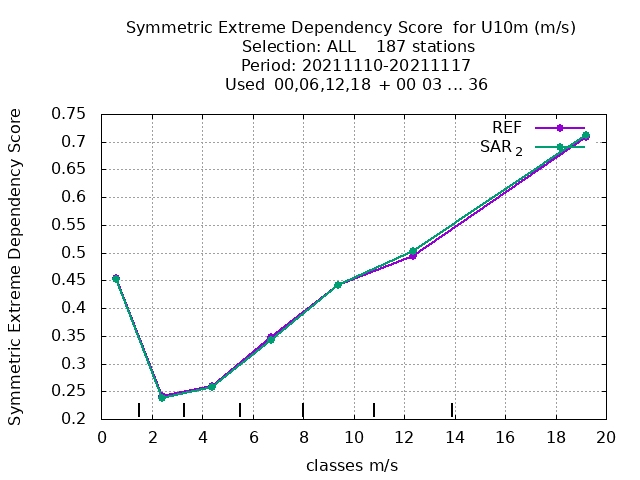 Symmetric Extreme Dependency Score  for U10m (m/s)
Selection: ALL    187 stations
Period: 20211110-20211117
Used  00,06,12,18  + 00 03 ... 36
Symmetric Extreme Dependency Score
0.75
0.7
0.65
0.6
0.55
0.5
0.45
0.4
0.35
0.3
0.25
0.2
REF
SAR 2
0 2 4 6 8 10 12 14 16 18 20
classes m/s